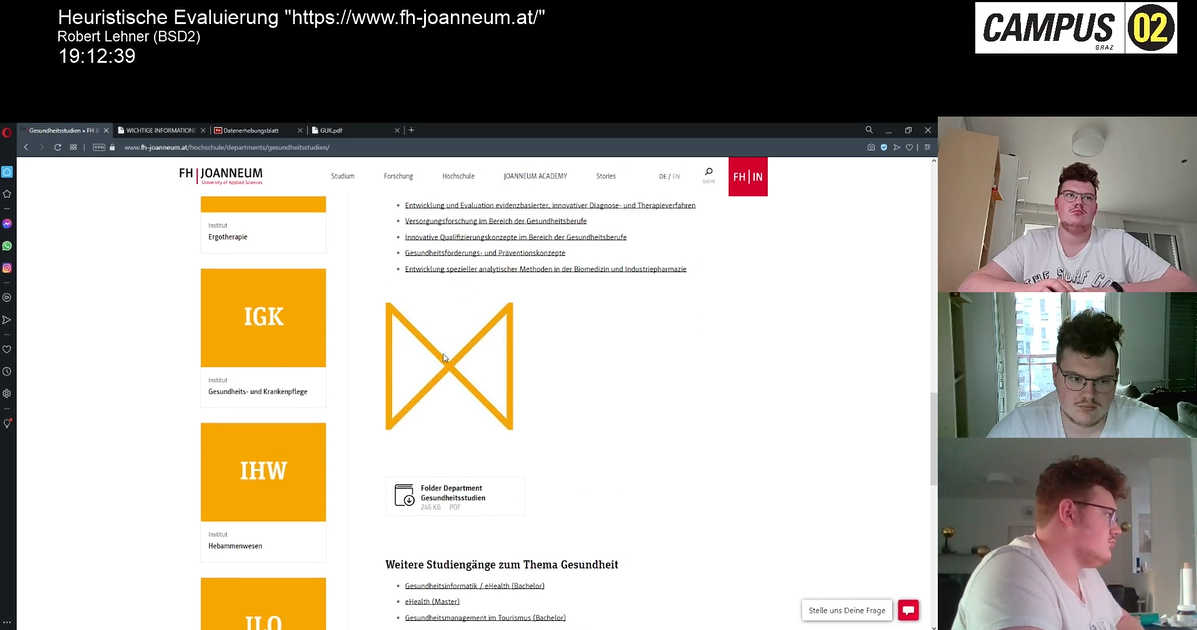 Heuristische Evaluierung "https://www.fh-joanneum.at/"
Robert Lehner (BSD2)
19:12:39
CAMPUS 02
GRAZ
Gesundheitsstudien » FH J
WICHTIGE INFORMATION
Datenerhebungsblatt
GUK.pdf
VPN
www.fh-joanneum.at/hochschule/departments/gesundheitsstudien/
FH JOANNEUM
University of Applied Sciences
Studium
Forschung
Hochschule
JOANNEUM ACADEMY
Stories
DE / EN
SUCHE
FH IN
Institut
Ergotherapie
IGK
Institut
Gesundheits- und Krankenpflege
IHW
Institut
Hebammenwesen
ILO
Entwicklung und Evaluation evidenzbasierter, innovativer Diagnose- und Therapieverfahren
Versorgungsforschung im Bereich der Gesundheitsberufe
Innovative Qualifizierungskonzepte im Bereich der Gesundheitsberufe
Gesundheitsförderungs- und Präventionskonzepte
Entwicklung spezieller analytischer Methoden in der Biomedizin und Industriepharmazie
Folder Department
Gesundheitsstudien
246 KB PDF
Weitere Studiengänge zum Thema Gesundheit
Gesundheitsinformatik / eHealth (Bachelor)
eHealth (Master)
Gesundheitsmanagement im Tourismus (Bachelor)
Stelle uns Deine Frage
THE SURF